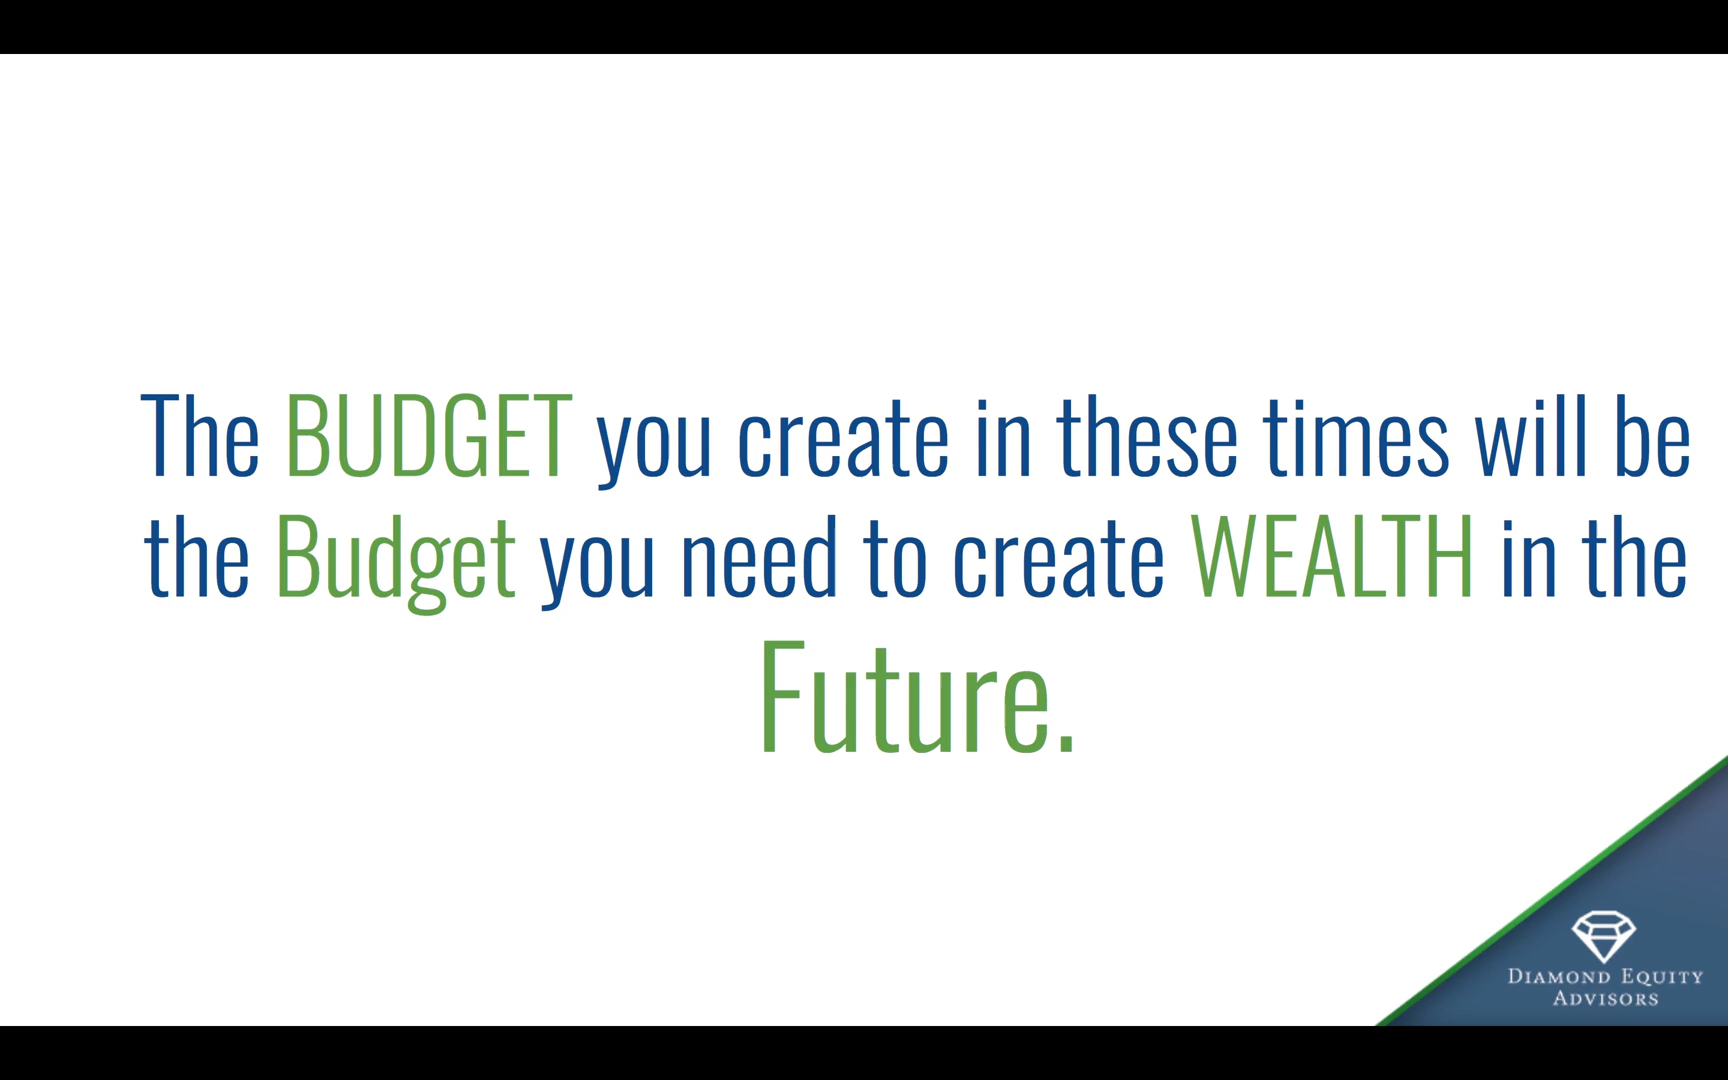 The BUDGET you create in these times will be
the Budget you need to create WEALTH in the
Future.
DIAMOND EQUITY
ADVISORS